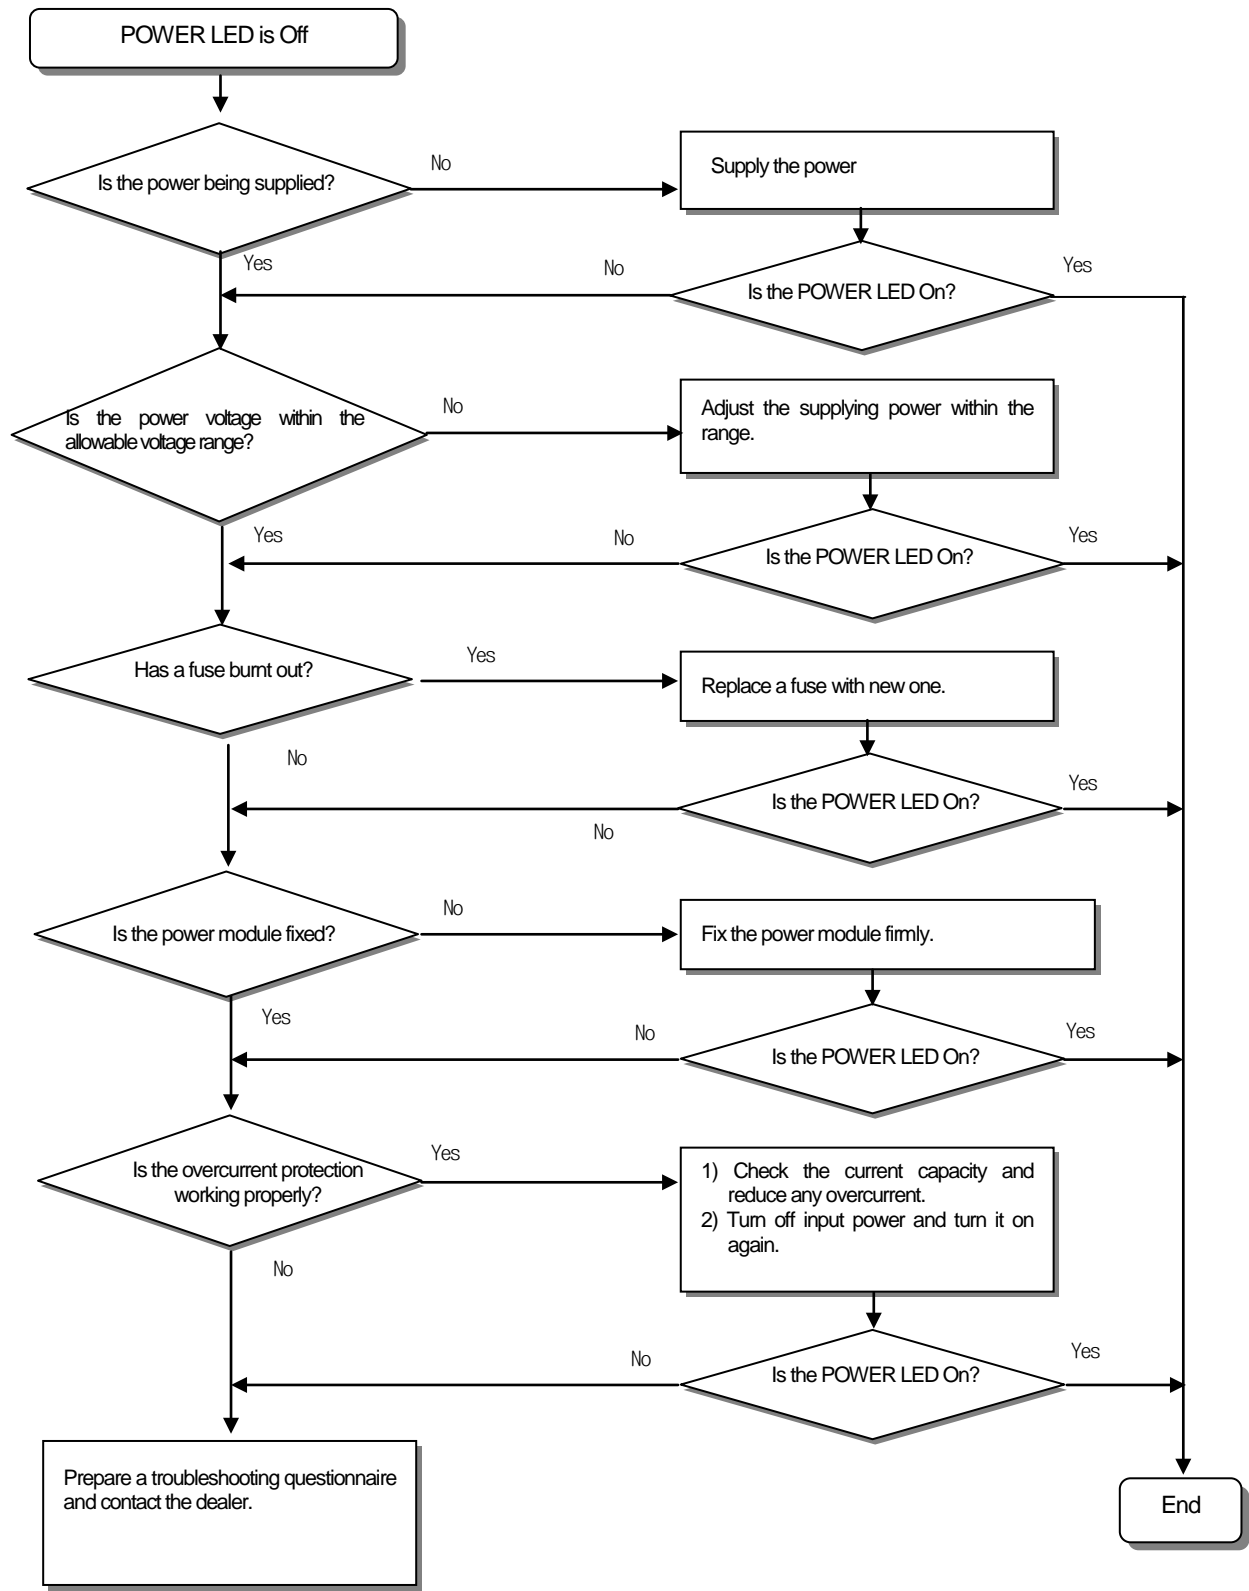 POWER LED is Off
Is the power being supplied?
No
Supply the power
Yes
No
Is the POWER LED On?
Yes
Is the power voltage within the
allowable voltage range?
No
Adjust the supplying power within the
range.
Yes
No
Is the POWER LED On?
Yes
Has a fuse burnt out?
Yes
Replace a fuse with new one.
No
No
Is the POWER LED On?
Yes
Is the power module fixed?
No
Fix the power module firmly.
Yes
No
Is the POWER LED On?
Yes
Is the overcurrent protection
working properly?
Yes
1) Check the current capacity and
reduce any overcurrent.
2) Turn off input power and turn it on
again.
No
No
Is the POWER LED On?
Yes
Prepare a troubleshooting questionnaire
and contact the dealer.
End